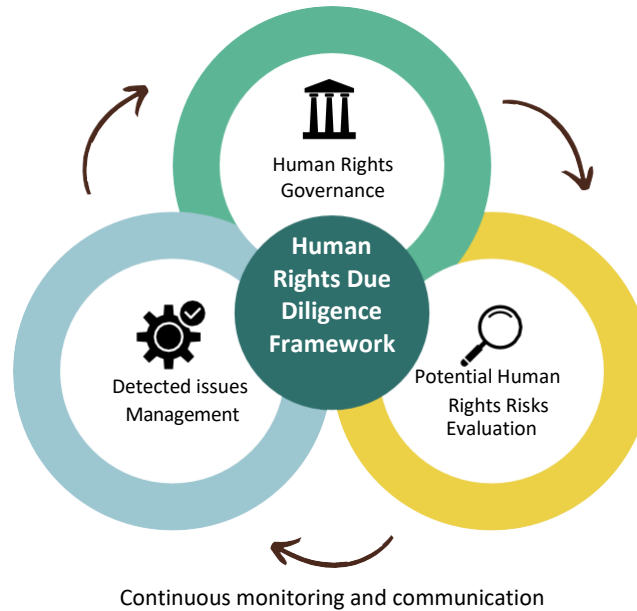 Human Rights
Governance
Human
Rights Due
Diligence
Framework
Detected issues
Management
Potential Human
Rights Risks
Evaluation
Continuous monitoring and communication